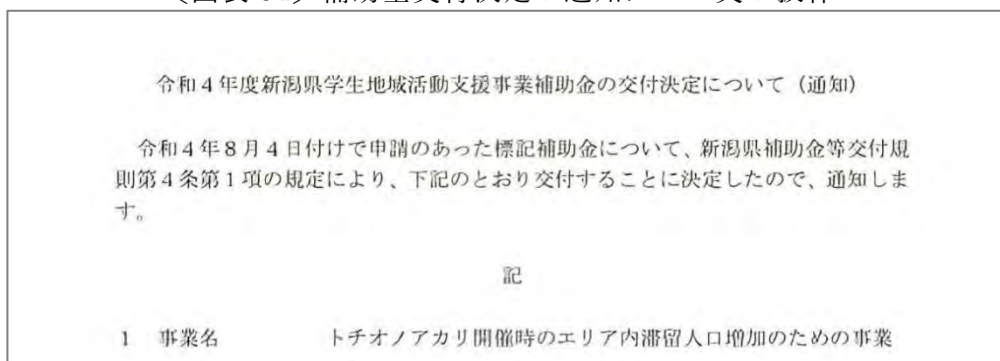 令和4年度新潟県学生地域活動支援事業補助金の交付決定について（通知）
令和4年8月4日付けで申請のあった標記補助金について、新潟県補助金等交付規
則第4条第1項の規定により、下記のとおり交付することに決定したので、通知しま
す。
記
1 事業名 トチオノアカリ開催時のエリア内滞留人口増加のための事業